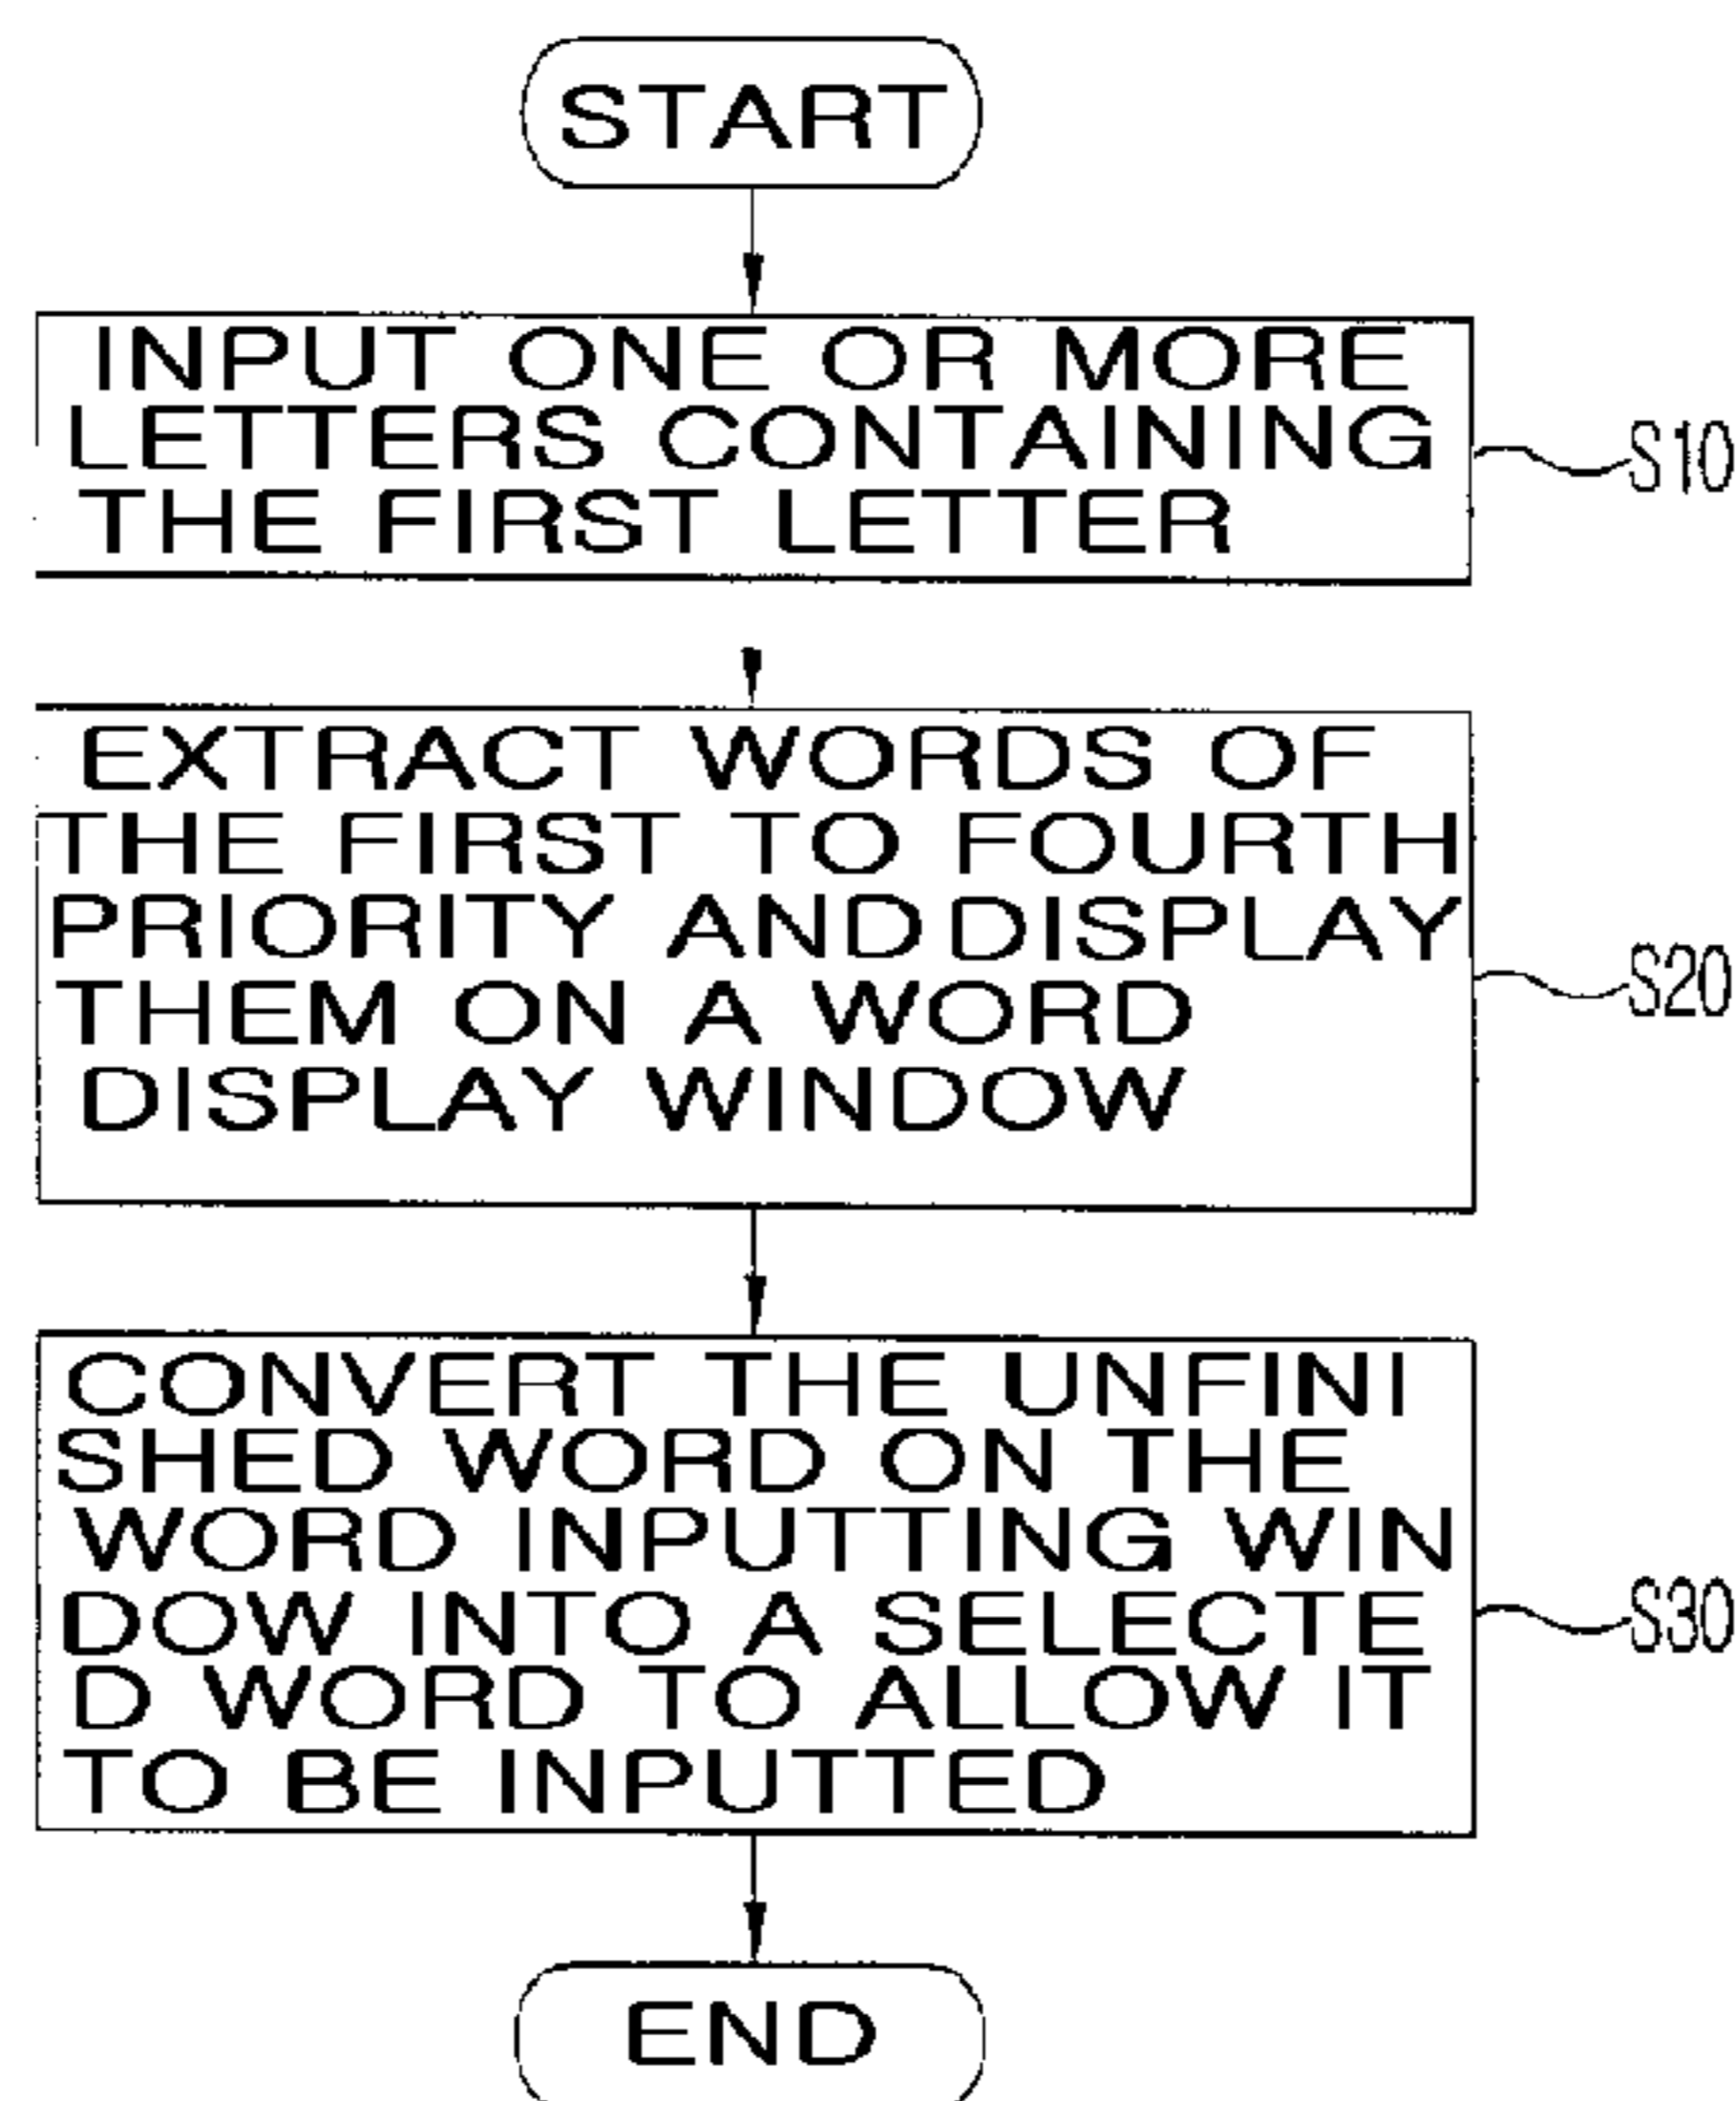 START
INPUT ONE OR MORE
LETTERS CONTAINING
THE FIRST LETTER
S10
EXTRACT WORDS OF
THE FIRST TO FOURTH
PRIORITY AND DISPLAY
THEM ON A WORD
DISPLAY WINDOW
S20
CONVERT THE UNFINI
SHED WORD ON THE
WORD INPUTTING WIN
DOW INTO A SELECTE
D WORD TO ALLOW IT
TO BE INPUTTED
S30
END